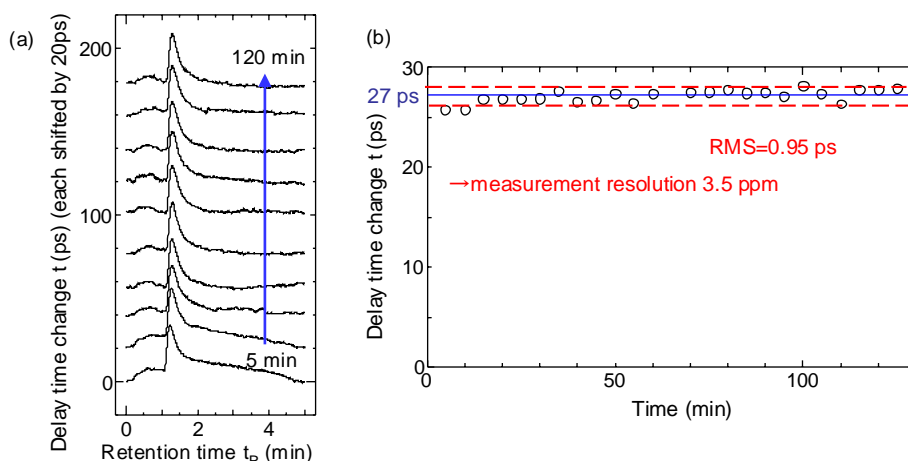 (a)
Delay time change t (ps) (each shifted by 20ps)
200
100
0
120 min
5 min
0
2
4
Retention time tR (min)
(b)
Delay time change t (ps)
30
27 ps
20
10
0
RMS=0.95 ps
→measurement resolution 3.5 ppm
0
50
100
Time (min)